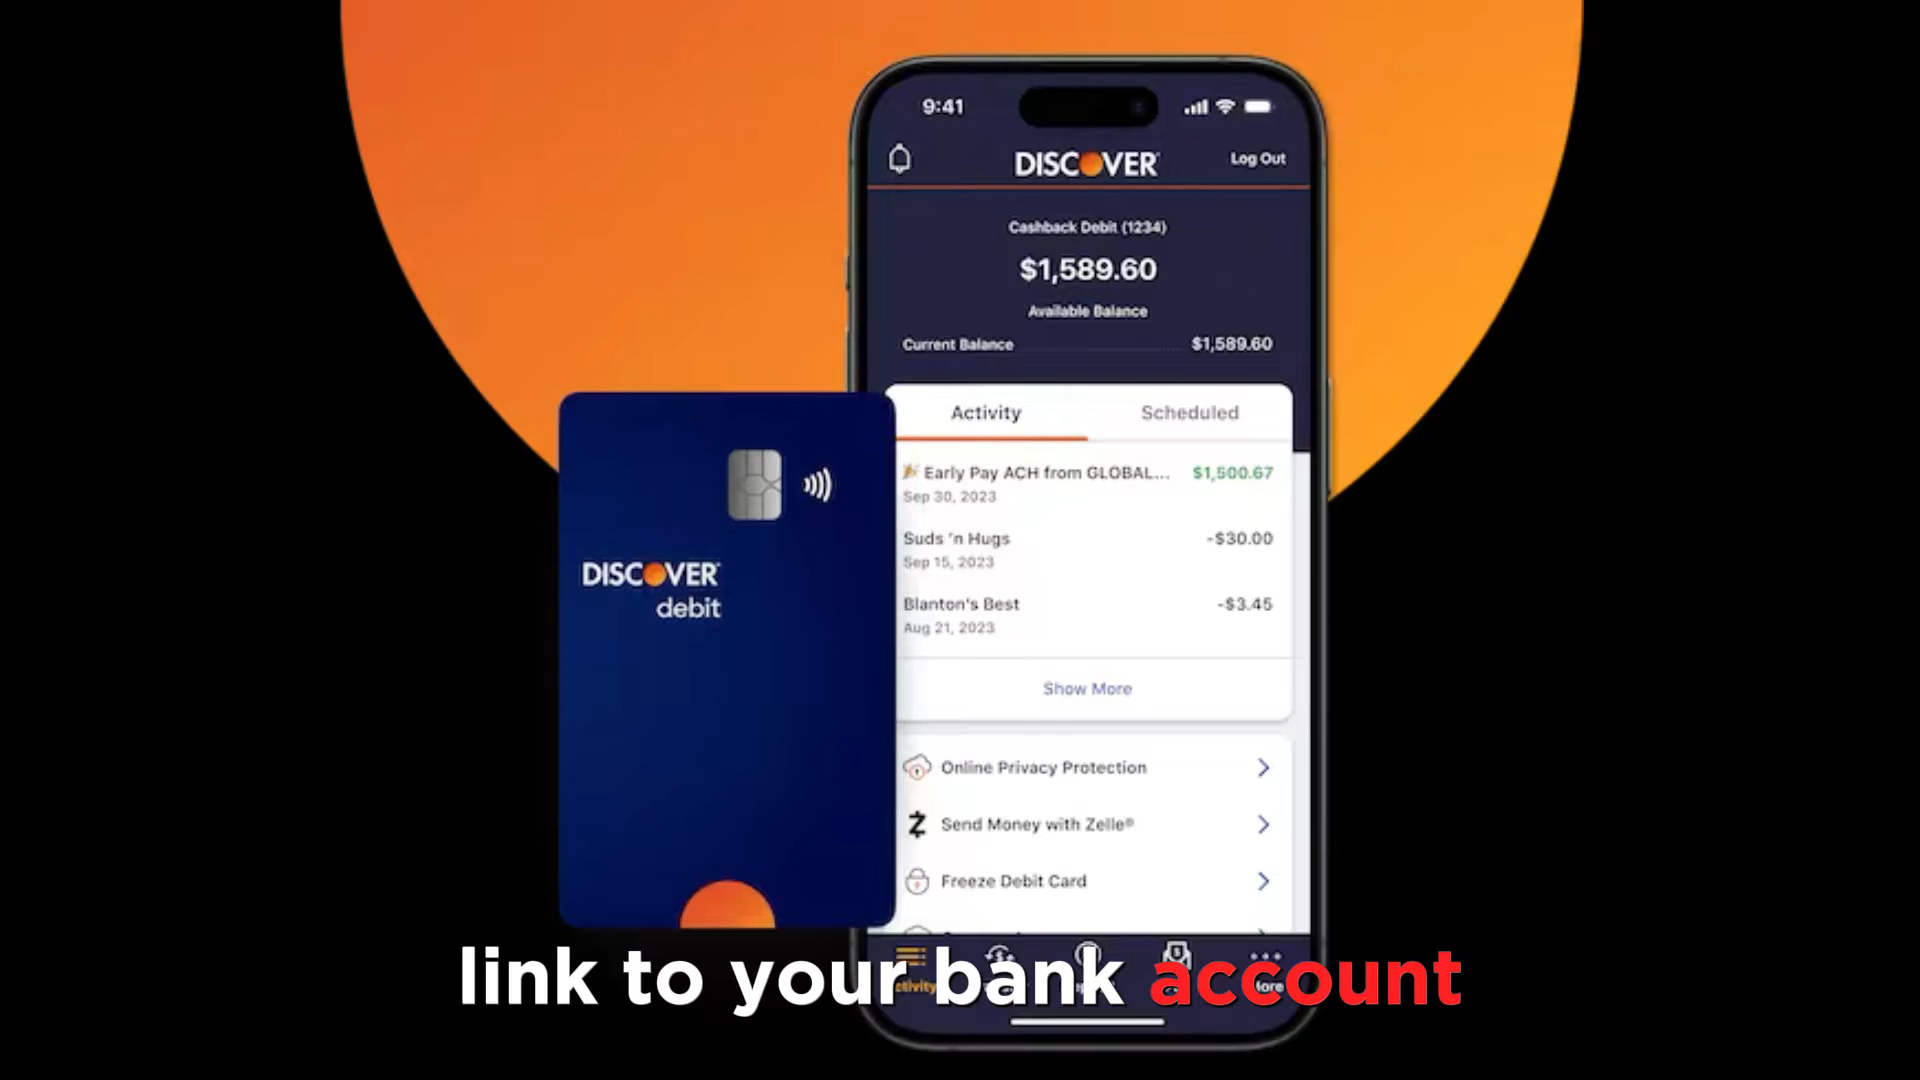 9:41
DISCOVER
Log Out
Cashback Debit (1234)
$1,589.60
Available Balance
Current Balance $1,589.60
Activity Scheduled
Early Pay ACH from GLOBAL... $1,500.67
Sep 30, 2023
Suds 'n Hugs -$30.00
Sep 15, 2023
Blanton's Best -$3.45
Aug 21, 2023
Show More
Online Privacy Protection
Send Money with Zelle®
Freeze Debit Card
DISCOVER
debit
link to your bank account